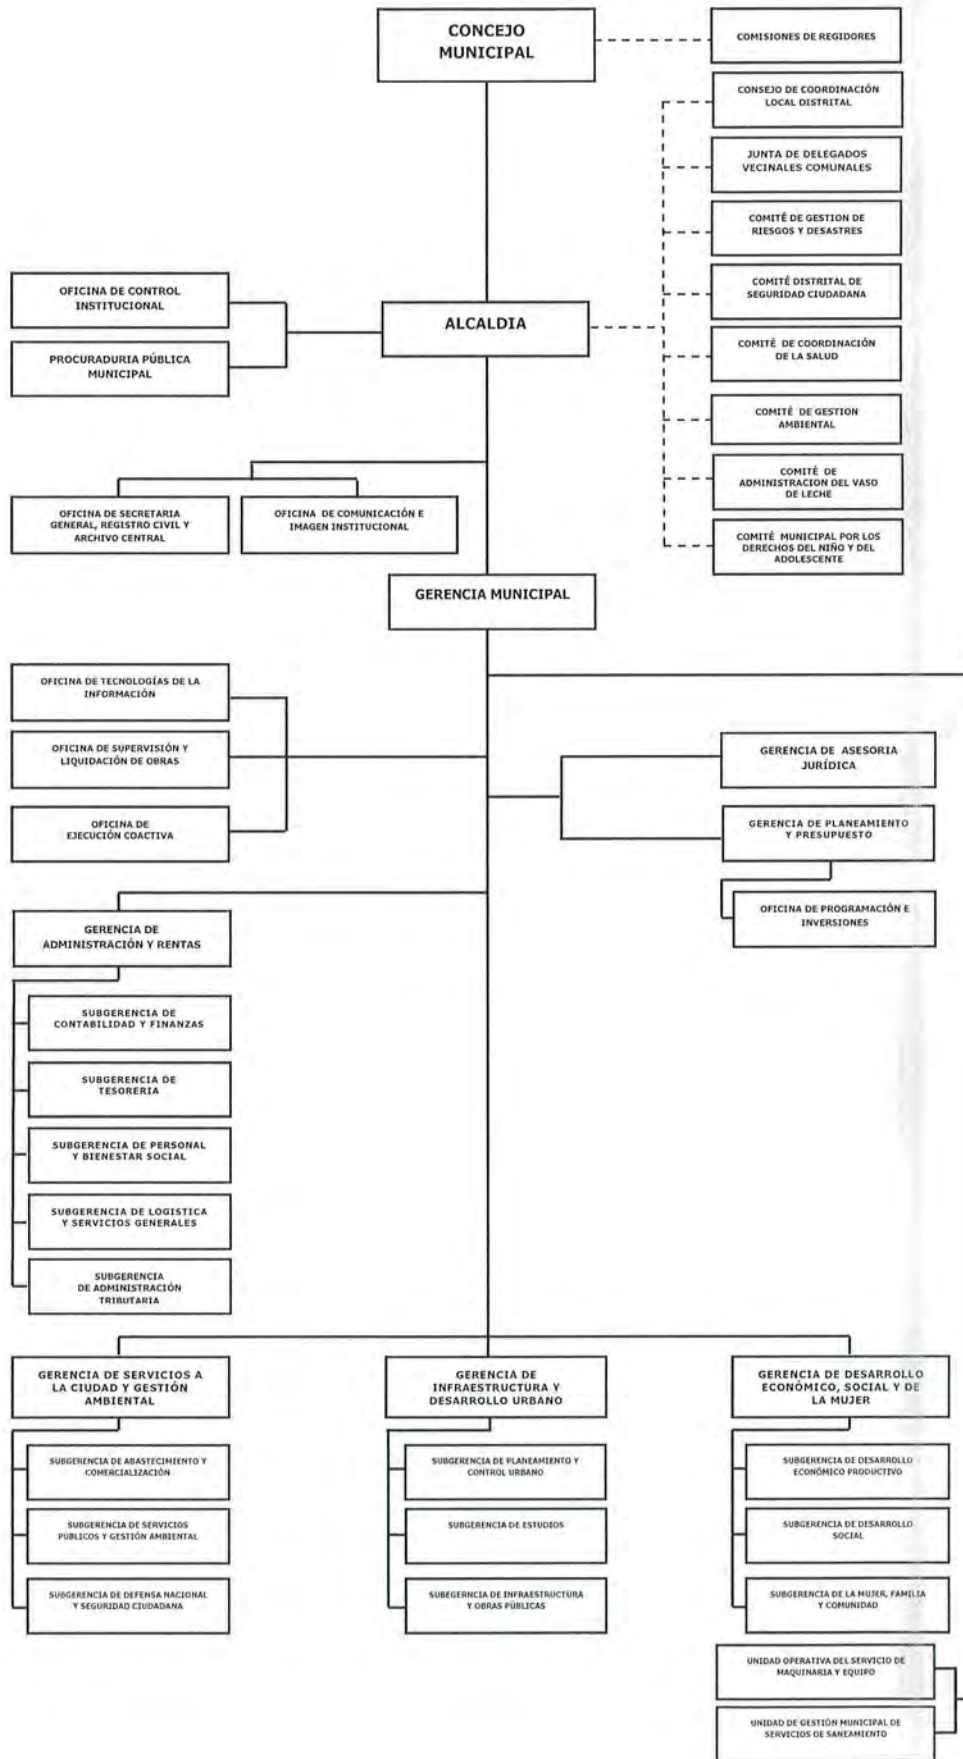 CONCEJO
MUNICIPAL
COMISIONES DE REGIDORES
CONSEJO DE COORDINACIÓN
LOCAL DISTRITAL
JUNTA DE DELEGADOS
VECINALES COMUNALES
COMITÉ DE GESTION DE
RIESGOS Y DESASTRES
COMITÉ DISTRITAL DE
SEGURIDAD CIUDADANA
COMITÉ DE COORDINACIÓN
DE LA SALUD
COMITÉ DE GESTION
AMBIENTAL
COMITÉ DE
ADMINISTRACION DEL VASO
DE LECHE
COMITÉ MUNICIPAL POR LOS
DERECHOS DEL NIÑO Y DEL
ADOLESCENTE
OFICINA DE CONTROL
INSTITUCIONAL
PROCURADURIA PÚBLICA
MUNICIPAL
ALCALDIA
OFICINA DE SECRETARIA
GENERAL, REGISTRO CIVIL Y
ARCHIVO CENTRAL
OFICINA DE COMUNICACIÓN E
IMAGEN INSTITUCIONAL
GERENCIA MUNICIPAL
OFICINA DE TECNOLOGÍAS DE LA
INFORMACIÓN
OFICINA DE SUPERVISIÓN Y
LIQUIDACIÓN DE OBRAS
OFICINA DE
EJECUCIÓN COACTIVA
GERENCIA DE ASESORIA
JURÍDICA
GERENCIA DE PLANEAMIENTO
Y PRESUPUESTO
OFICINA DE PROGRAMACIÓN E
INVERSIONES
GERENCIA DE
ADMINISTRACIÓN Y RENTAS
SUBGERENCIA DE
CONTABILIDAD Y FINANZAS
SUBGERENCIA DE
TESORERIA
SUBGERENCIA DE PERSONAL
Y BIENESTAR SOCIAL
SUBGERENCIA DE LOGISTICA
Y SERVICIOS GENERALES
SUBGERENCIA
DE ADMINISTRACIÓN
TRIBUTARIA
GERENCIA DE SERVICIOS A
LA CIUDAD Y GESTIÓN
AMBIENTAL
SUBGERENCIA DE ABASTECIMIENTO Y
COMERCIALIZACIÓN
SUBGERENCIA DE SERVICIOS
PÚBLICOS Y GESTIÓN AMBIENTAL
SUBGERENCIA DE DEFENSA NACIONAL
Y SEGURIDAD CIUDADANA
GERENCIA DE
INFRAESTRUCTURA Y
DESARROLLO URBANO
SUBGERENCIA DE PLANEAMIENTO Y
CONTROL URBANO
SUBGERENCIA DE ESTUDIOS
SUBEGERNCIA DE INFRAESTRUCTURA
Y OBRAS PÚBLICAS
GERENCIA DE DESARROLLO
ECONÓMICO, SOCIAL Y DE
LA MUJER
SUBGERENCIA DE DESARROLLO
ECONÓMICO PRODUCTIVO
SUBGERENCIA DE DESARROLLO
SOCIAL
SUBGERENCIA DE LA MUJER, FAMILIA
Y COMUNIDAD
UNIDAD OPERATIVA DEL SERVICIO DE
MAQUINARIA Y EQUIPO
UNIDAD DE GESTIÓN MUNICIPAL DE
SERVICIOS DE SANEAMIENTO